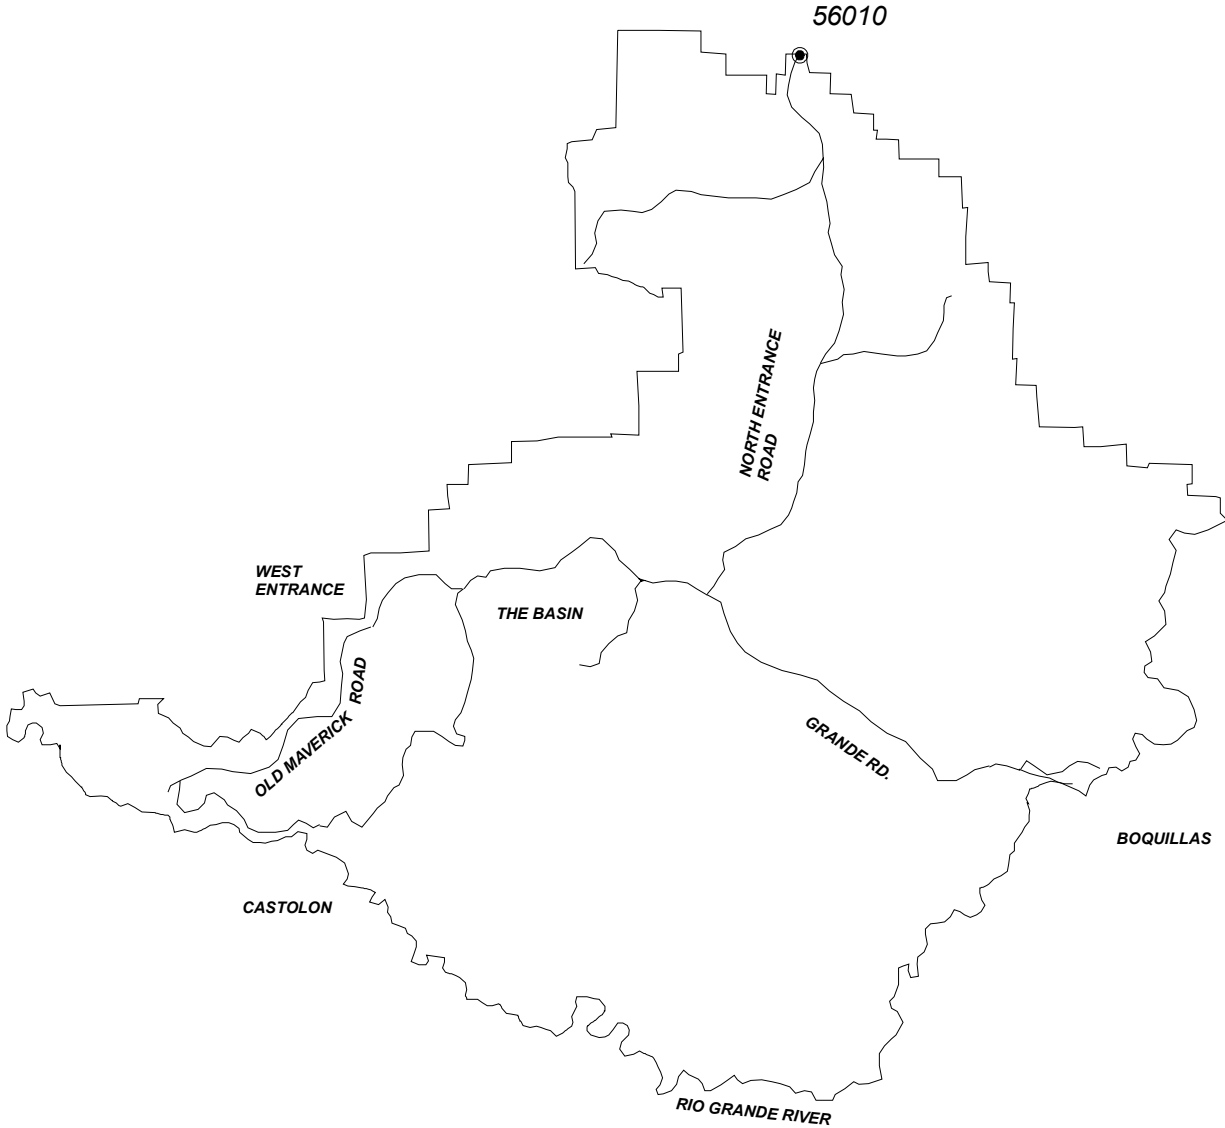 56010
NORTH ENTRANCE
ROAD
WEST
ENTRANCE
THE BASIN
OLD MAVERICK ROAD
GRANDE RD.
BOQUILLAS
CASTOLON
RIO GRANDE RIVER